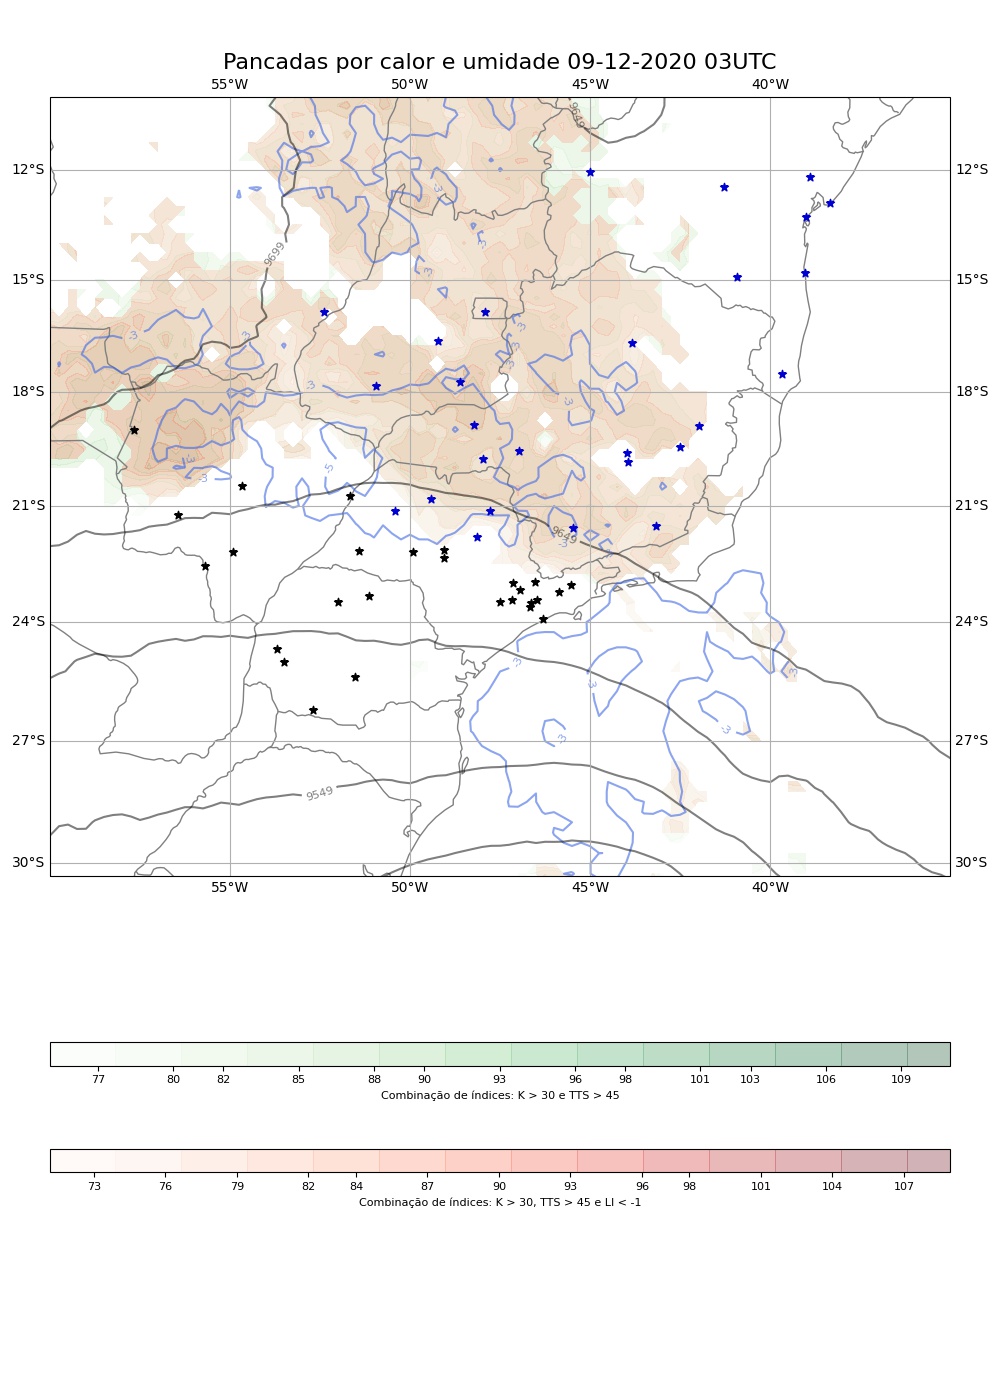 Pancadas por calor e umidade 09-12-2020 03UTC
55°W 50°W 45°W 40°W
9649
12°S 12°S
-3
-3
9699
-3
15°S 15°S
-3
-3 -3 -3
-3
-3
18°S 18°S
-3
-3 -5
-3
21°S 21°S
9649
-3
24°S 24°S
-3 -3
-3
-3 -3
27°S 27°S
9549
30°S 30°S
55°W 50°W 45°W 40°W
77 80 82 85 88 90 93 96 98 101 103 106 109
Combinação de índices: K > 30 e TTS > 45
73 76 79 82 84 87 90 93 96 98 101 104 107
Combinação de índices: K > 30, TTS > 45 e LI < -1